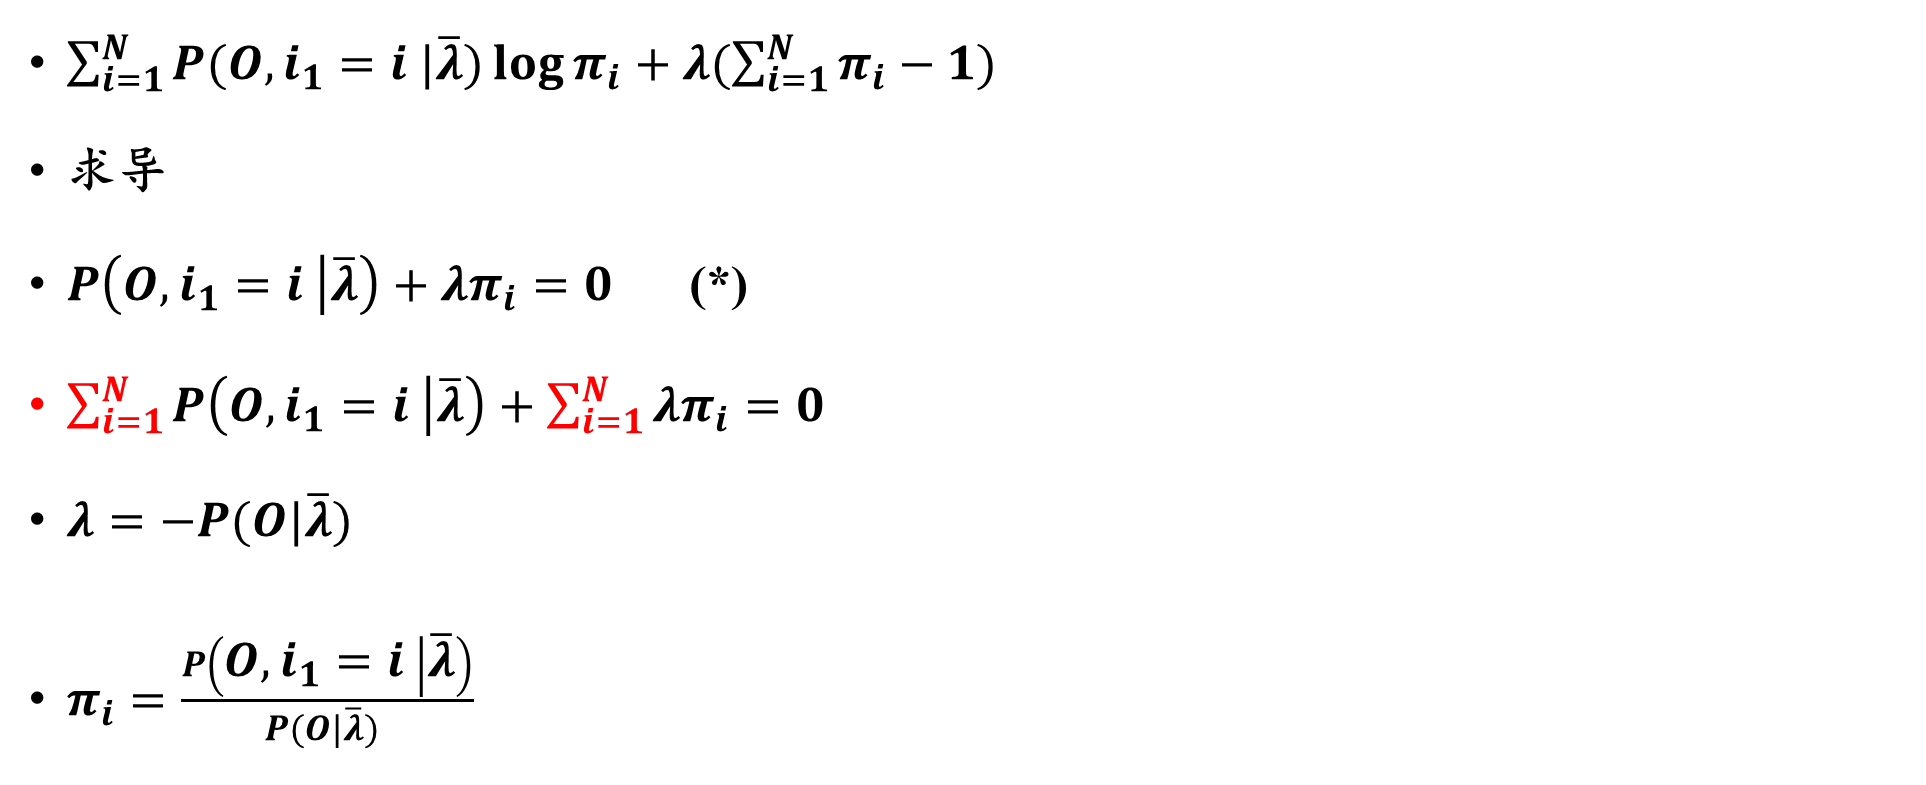 • ∑_{i=1}^{N} P(O, i_1 = i |λ̄) log π_i + λ(∑_{i=1}^{N} π_i − 1)
• 求导
• P(O, i_1 = i |λ̄) + λπ_i = 0 (*)
• ∑_{i=1}^{N} P(O, i_1 = i |λ̄) + ∑_{i=1}^{N} λπ_i = 0
• λ = −P(O|λ̄)
• π_i = \frac{P(O, i_1 = i |λ̄)}{P(O|λ̄)}